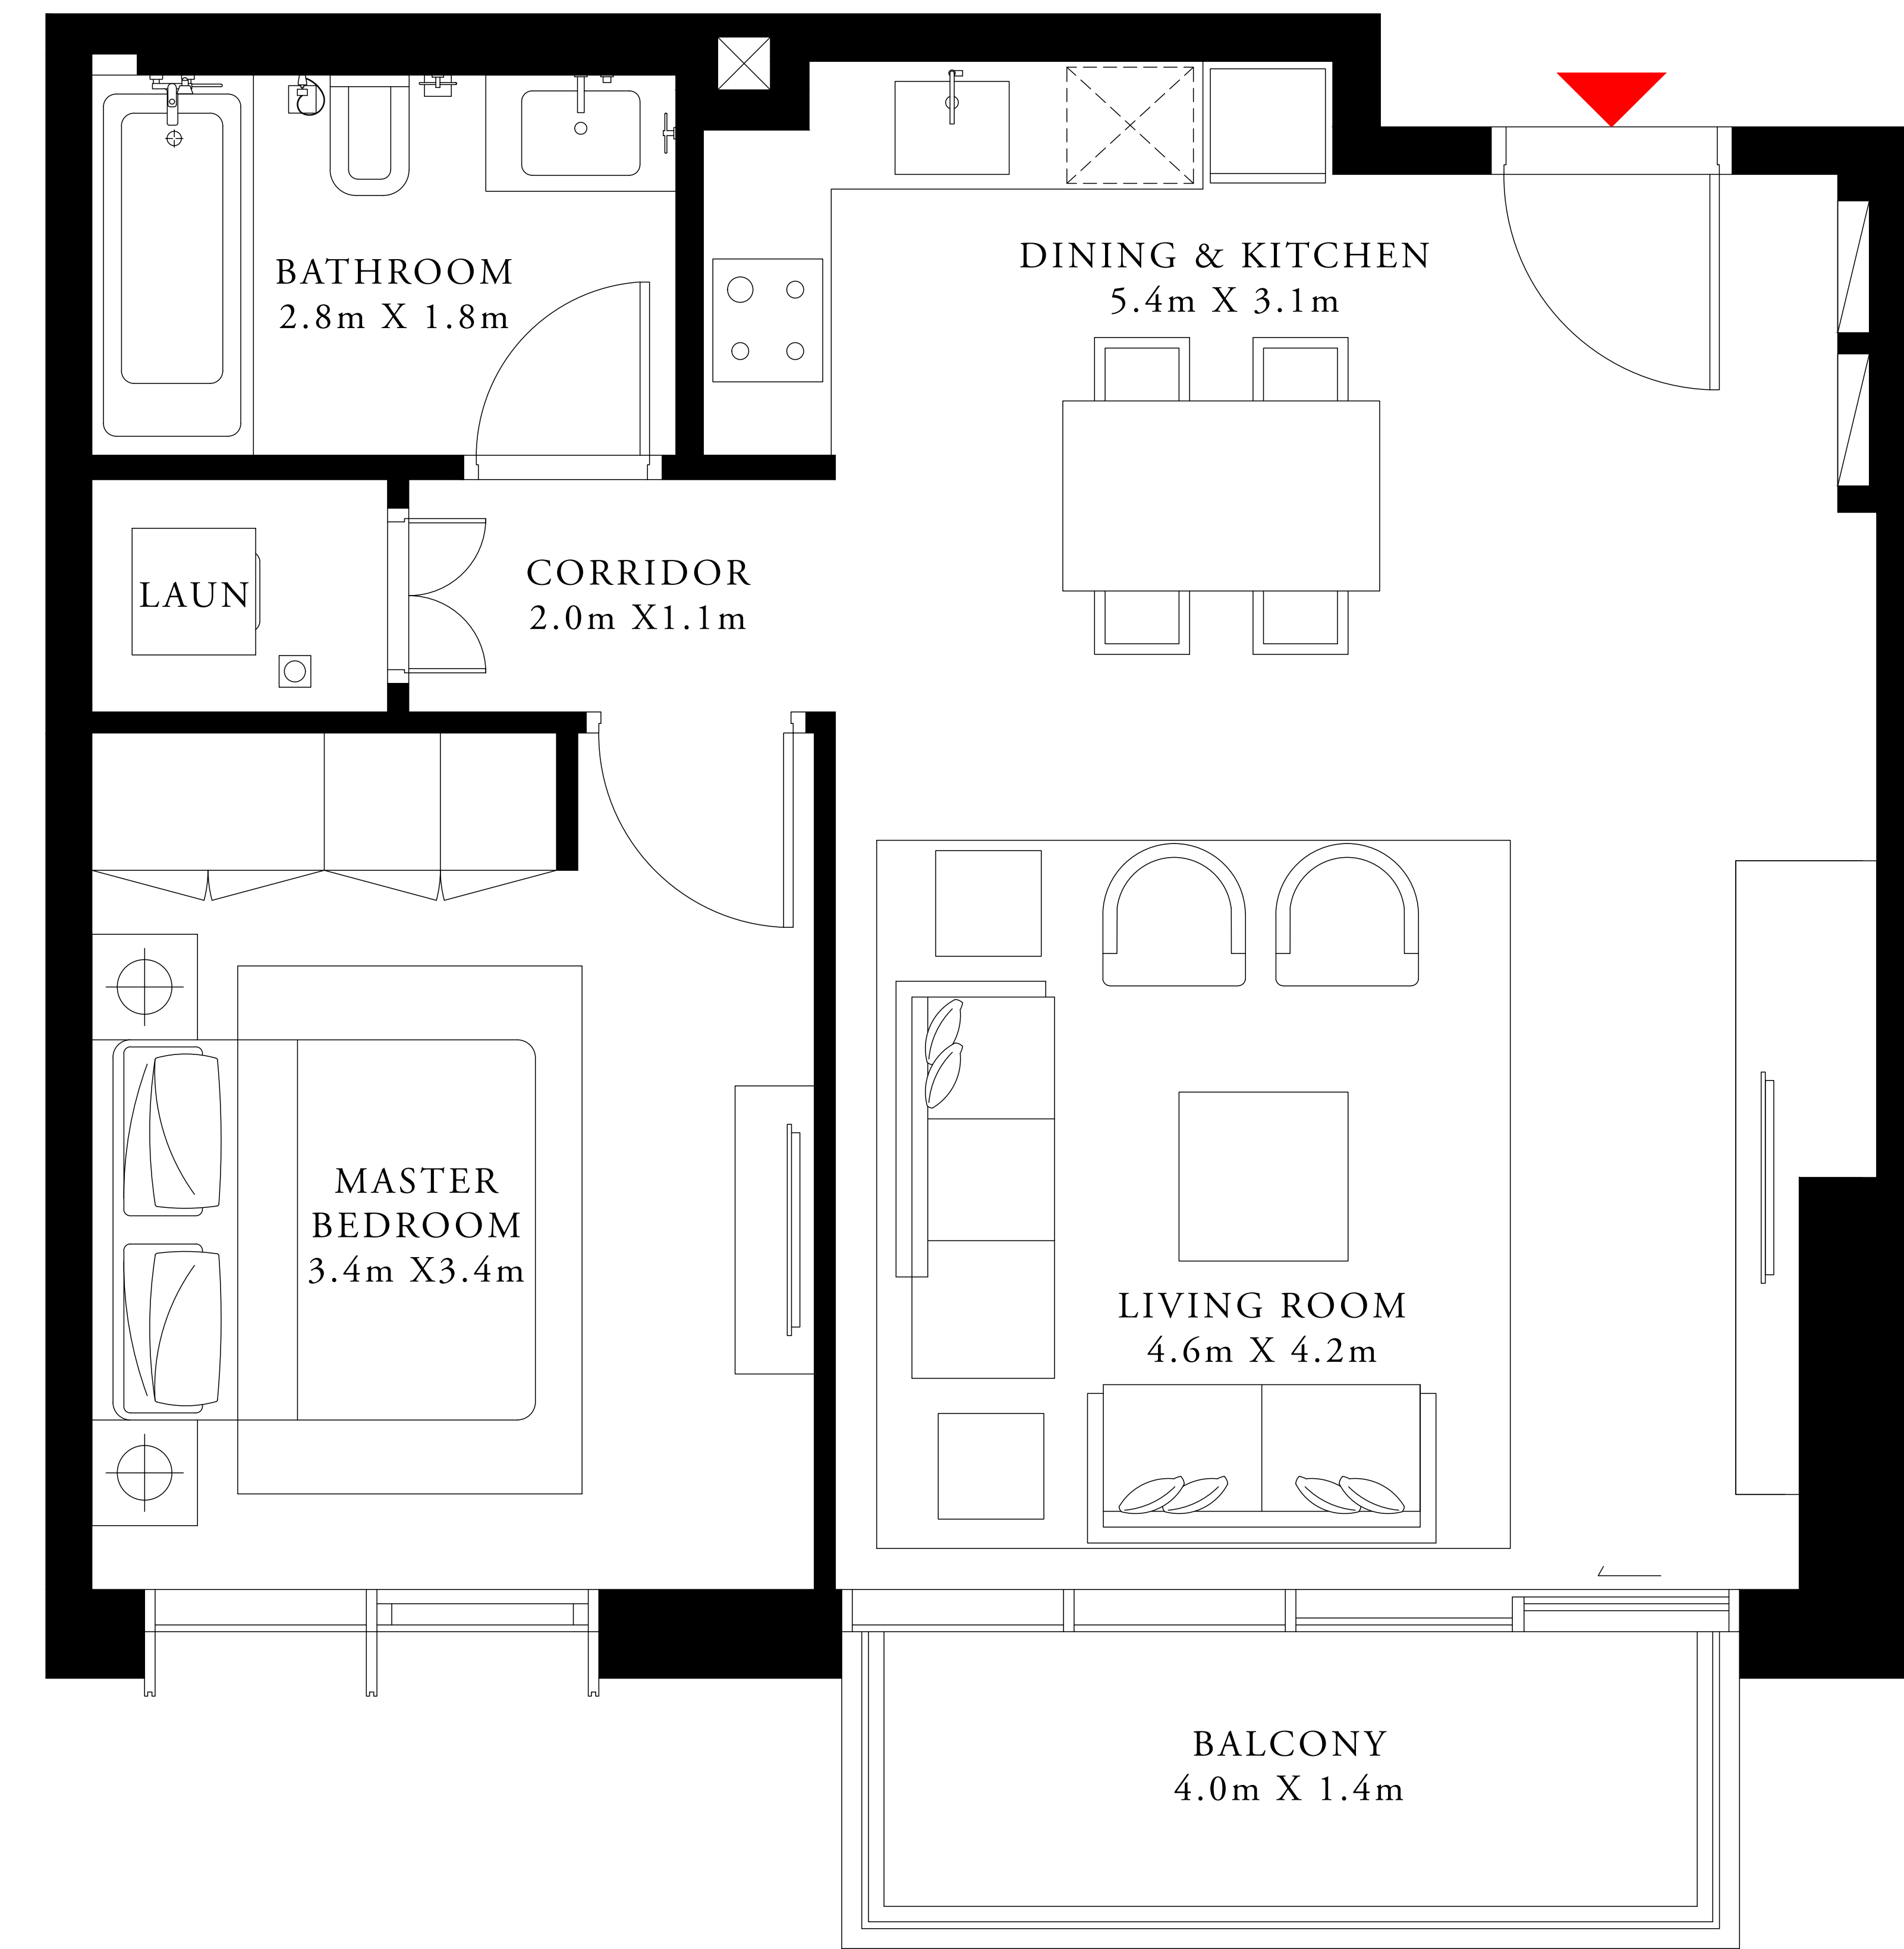 BATHROOM
2.8m X 1.8m
DINING & KITCHEN
5.4m X 3.1m
LAUN
CORRIDOR
2.0m X1.1m
MASTER
BEDROOM
3.4m X3.4m
LIVING ROOM
4.6m X 4.2m
BALCONY
4.0m X 1.4m